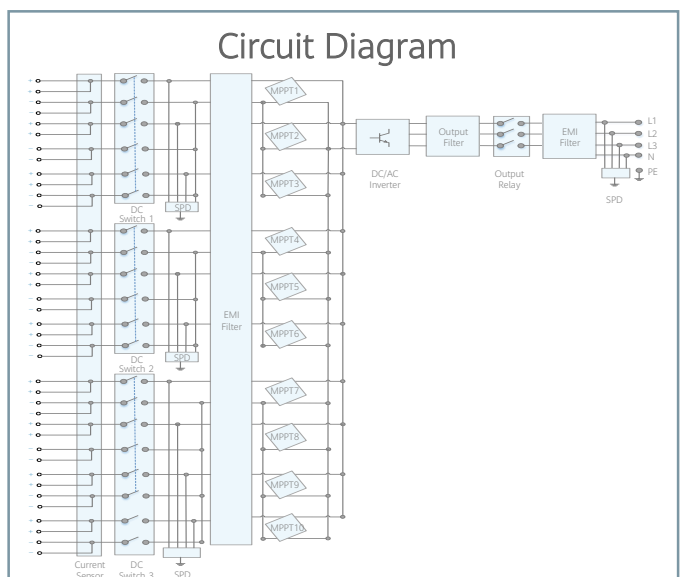 Circuit Diagram
MPPT1
MPPT2
MPPT3
SPD
DC
Switch 1
MPPT4
MPPT5
MPPT6
SPD
DC
Switch 2
EMI
Filter
MPPT7
MPPT8
MPPT9
MPPT10
Current
Sensor
DC
Switch 3
SPD
DC/AC
Inverter
Output
Filter
Output
Relay
EMI
Filter
L1
L2
L3
N
PE
SPD